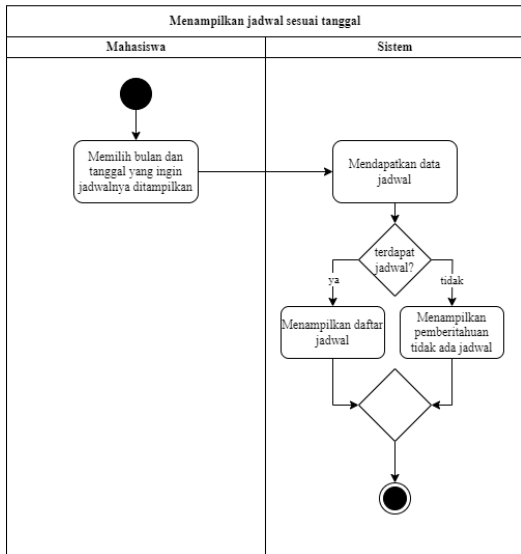 Menampilkan jadwal sesuai tanggal
Mahasiswa
Sistem
Memilih bulan dan
tanggal yang ingin
jadwalnya ditampilkan
Mendapatkan data
jadwal
terdapat
jadwal?
ya
tidak
Menampilkan daftar
jadwal
Menampilkan
pemberitahuan
tidak ada jadwal